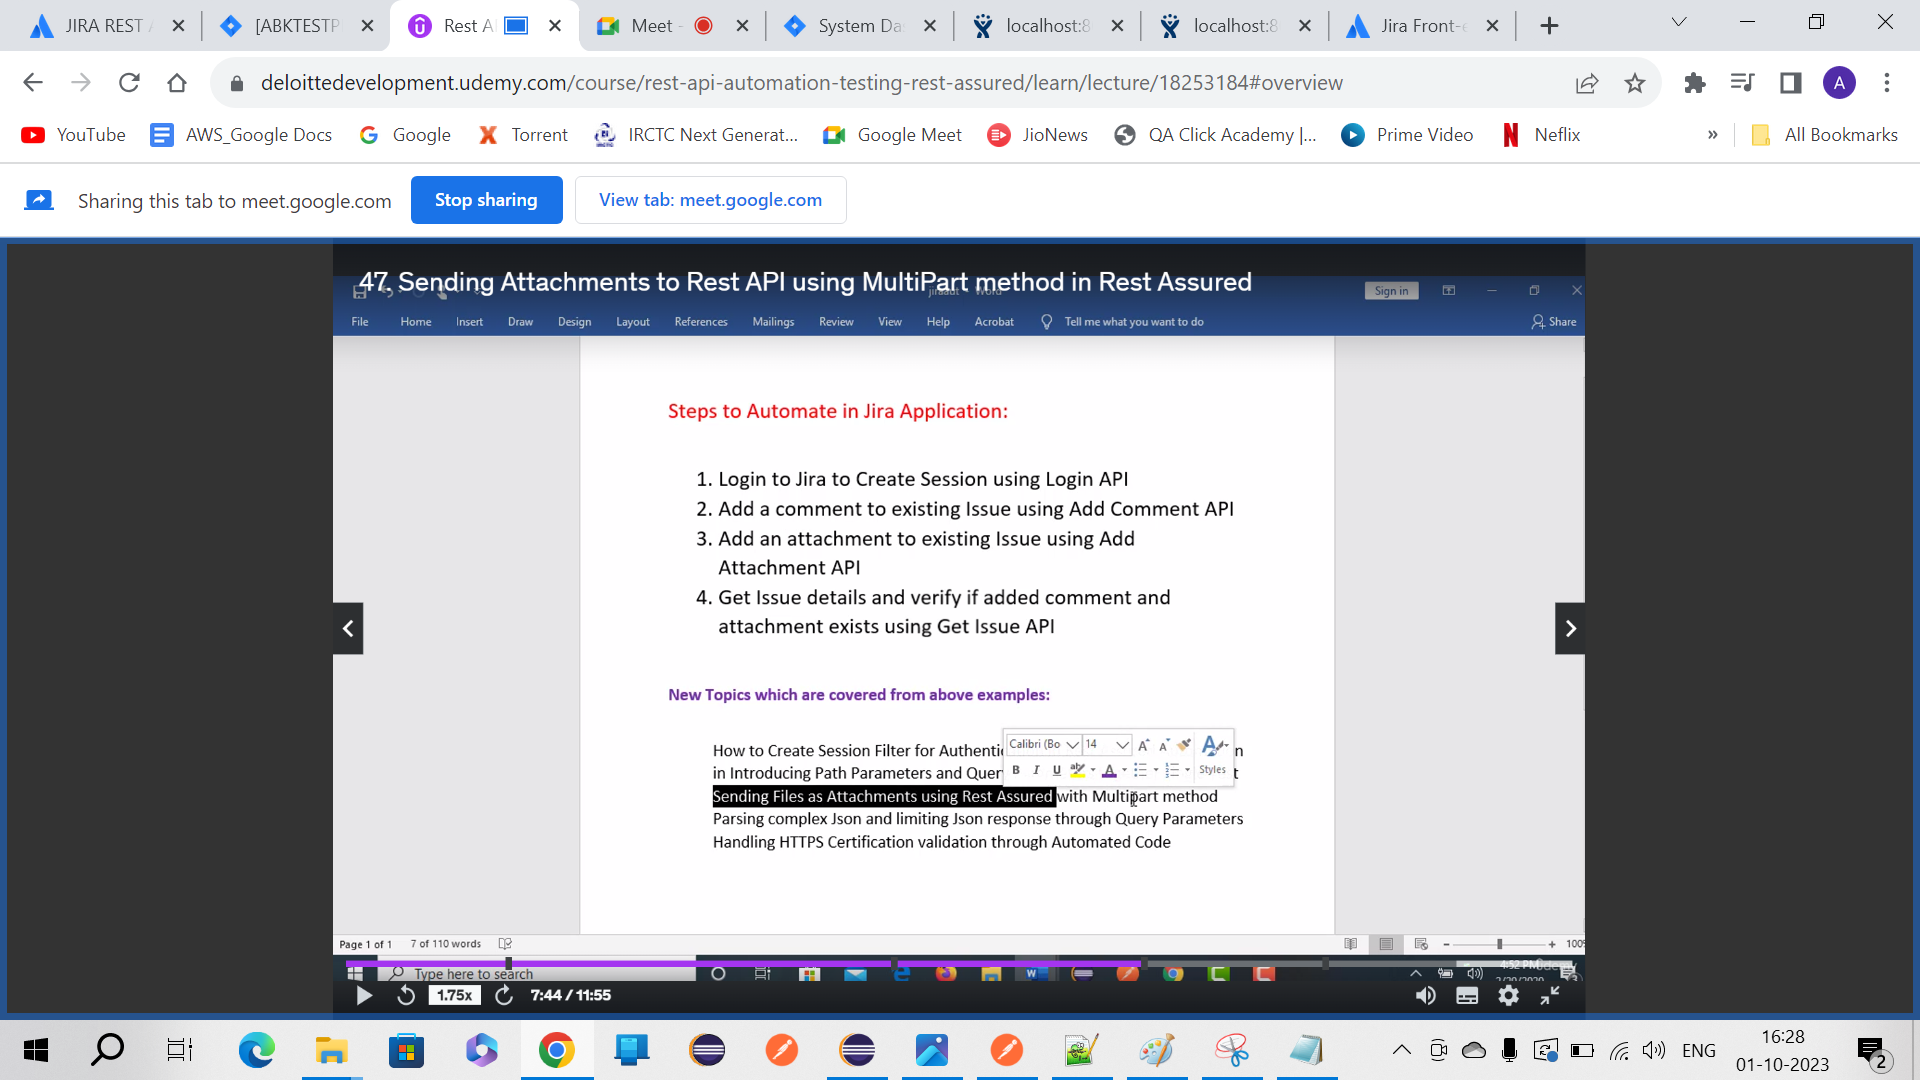 JIRA REST
[ABKTESTP
Rest A
Meet -
System Da
localhost:8
localhost:8
Jira Front-e
deloittedevelopment.udemy.com/course/rest-api-automation-testing-rest-assured/learn/lecture/18253184#overview
A
YouTube
AWS_Google Docs
Google
Torrent
IRCTC Next Generat...
Google Meet
JioNews
QA Click Academy |...
Prime Video
Neflix
»
All Bookmarks
Sharing this tab to meet.google.com
Stop sharing
View tab: meet.google.com
47. Sending Attachments to Rest API using MultiPart method in Rest Assured
Sign in
File Home Insert Draw Design Layout References Mailings Review View Help Acrobat Tell me what you want to do Share
Steps to Automate in Jira Application:
1. Login to Jira to Create Session using Login API
2. Add a comment to existing Issue using Add Comment API
3. Add an attachment to existing Issue using Add
Attachment API
4. Get Issue details and verify if added comment and
attachment exists using Get Issue API
New Topics which are covered from above examples:
Calibri (Bo 14
How to Create Session Filter for Authentic n
B I U Styles
in Introducing Path Parameters and Query t
Sending Files as Attachments using Rest Assured with Multipart method
Parsing complex Json and limiting Json response through Query Parameters
Handling HTTPS Certification validation through Automated Code
Page 1 of 1 7 of 110 words 100
Type here to search
4:52 PM
1.75x 7:44 / 11:55
ENG
16:28
01-10-2023
2